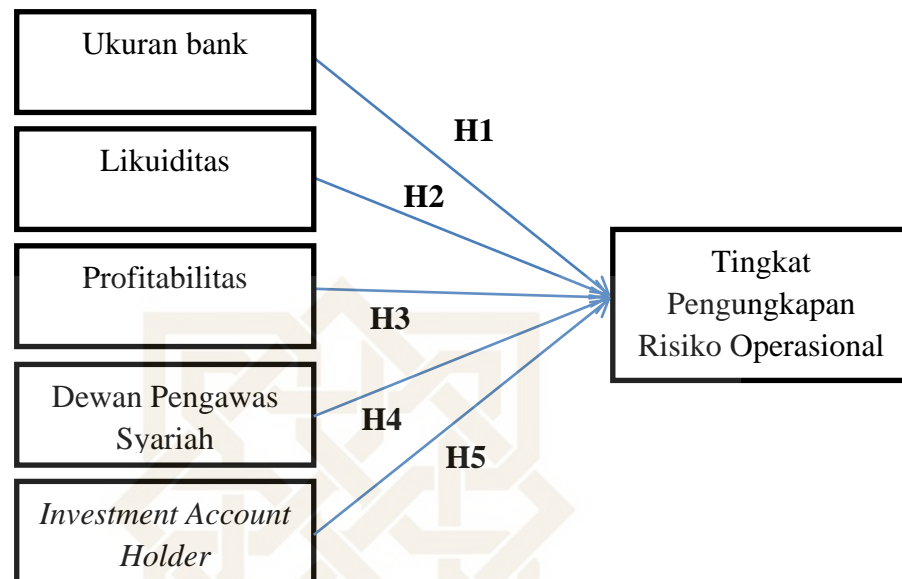 Ukuran bank
H1
Likuiditas
H2
Profitabilitas
H3
Dewan Pengawas
Syariah
H4
Investment Account
Holder
H5
Tingkat
Pengungkapan
Risiko Operasional